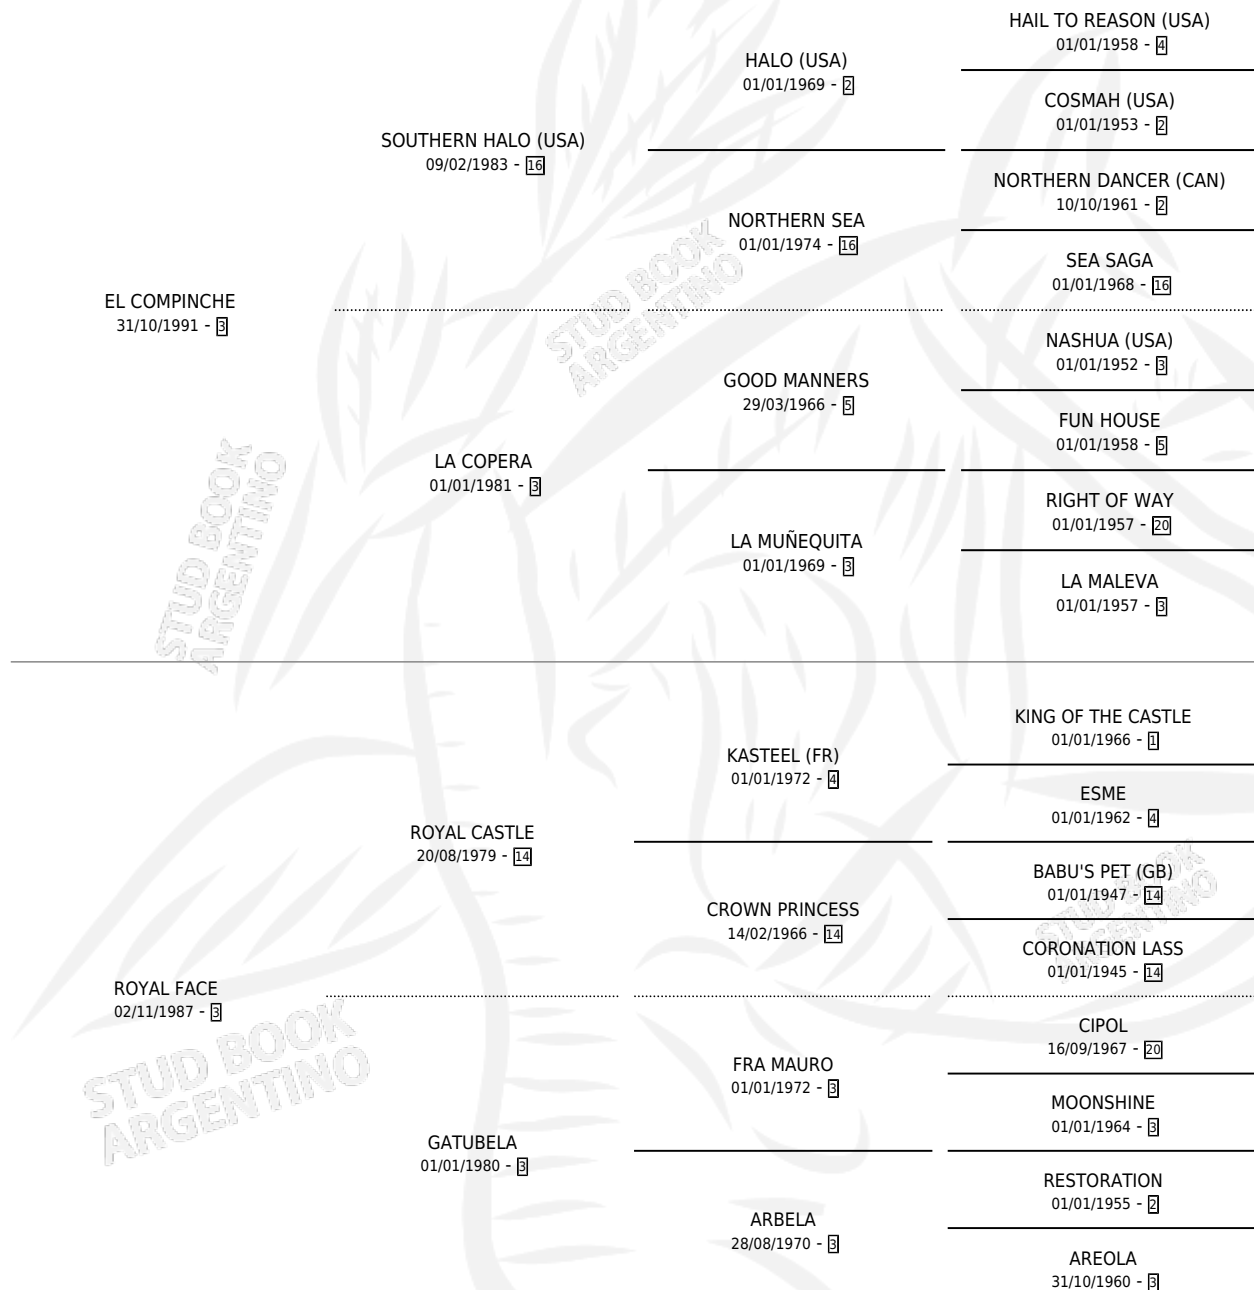 HAIL TO REASON (USA)
01/01/1958 - 4
HALO (USA)
01/01/1969 - 2
COSMAH (USA)
01/01/1953 - 2
SOUTHERN HALO (USA)
09/02/1983 - 16
NORTHERN DANCER (CAN)
10/10/1961 - 2
NORTHERN SEA
01/01/1974 - 16
SEA SAGA
01/01/1968 - 16
EL COMPINCHE
31/10/1991 - 3
NASHUA (USA)
01/01/1952 - 3
GOOD MANNERS
29/03/1966 - 5
FUN HOUSE
01/01/1958 - 5
LA COPERA
01/01/1981 - 3
RIGHT OF WAY
01/01/1957 - 20
LA MUÑEQUITA
01/01/1969 - 3
LA MALEVA
01/01/1957 - 3
KING OF THE CASTLE
01/01/1966 - 1
KASTEEL (FR)
01/01/1972 - 4
ESME
01/01/1962 - 4
ROYAL CASTLE
20/08/1979 - 14
BABU'S PET (GB)
01/01/1947 - 14
CROWN PRINCESS
14/02/1966 - 14
CORONATION LASS
01/01/1945 - 14
ROYAL FACE
02/11/1987 - 3
CIPOL
16/09/1967 - 20
FRA MAURO
01/01/1972 - 3
MOONSHINE
01/01/1964 - 3
GATUBELA
01/01/1980 - 3
RESTORATION
01/01/1955 - 2
ARBELA
28/08/1970 - 3
AREOLA
31/10/1960 - 3
STUD BOOK
ARGENTINO
STUD BOOK
ARGENTINO
STUD BOOK
ARGENTINO
STUD BOOK
ARGENTINO